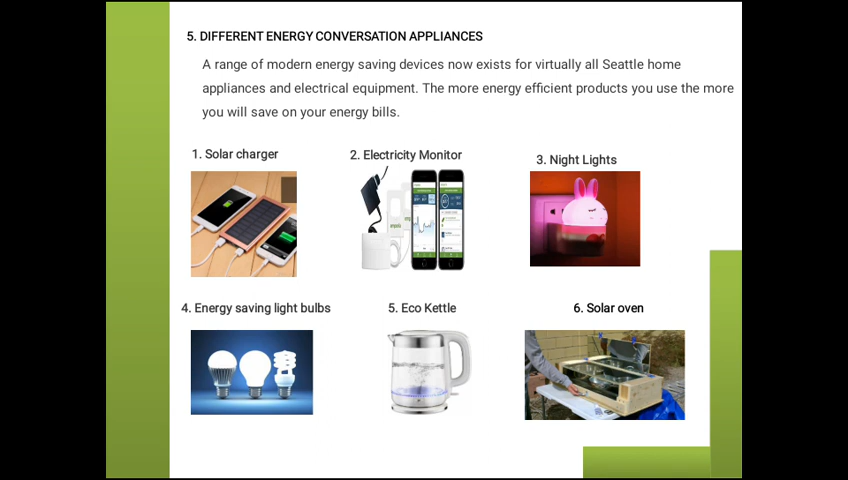 5. DIFFERENT ENERGY CONVERSATION APPLIANCES
A range of modern energy saving devices now exists for virtually all Seattle home
appliances and electrical equipment. The more energy efficient products you use the more
you will save on your energy bills.
1. Solar charger
2. Electricity Monitor
3. Night Lights
4. Energy saving light bulbs
5. Eco Kettle
6. Solar oven